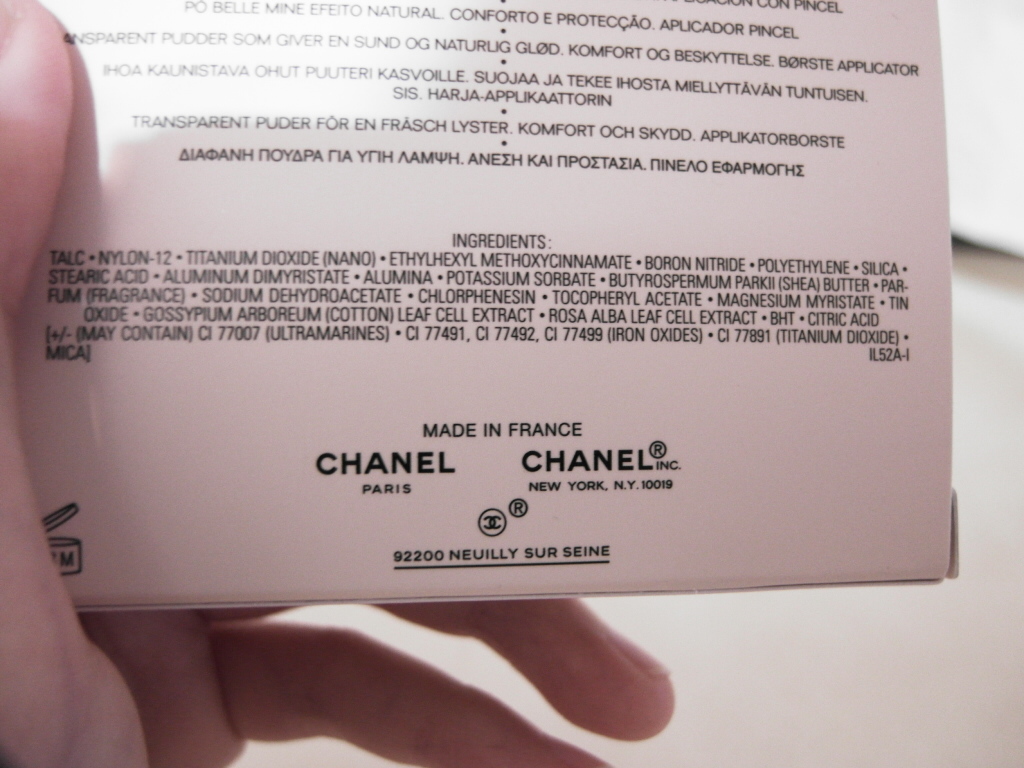 CON PINCEL
PÓ BELLE MINE EFEITO NATURAL. CONFORTO E PROTECÇÃO. APLICADOR PINCEL
•
PUDDER SOM GIVER EN SUND OG NATURLIG GLØD. KOMFORT OG BESKYTTELSE. BØRSTE APPLICATOR
•
IHOA KAUNISTAVA OHUT PUUTERI KASVOILLE. SUOJAA JA TEKEE IHOSTA MIELLYTTÄVÄN TUNTUISEN.
SIS. HARJA-APPLIKAATTORIN
•
TRANSPARENT PUDER FÖR EN FRÄSCH LYSTER. KOMFORT OCH SKYDD. APPLIKATORBORSTE
•
ΔΙΑΦΑΝΗ ΠΟΥΔΡΑ ΓΙΑ ΥΓΙΗ ΛΑΜΨΗ. ΑΝΕΣΗ ΚΑΙ ΠΡΟΣΤΑΣΙΑ. ΠΙΝΕΛΟ ΕΦΑΡΜΟΓΗΣ
INGREDIENTS:
TALC • NYLON-12 • TITANIUM DIOXIDE (NANO) • ETHYLHEXYL METHOXYCINNAMATE • BORON NITRIDE • POLYETHYLENE • SILICA •
STEARIC ACID • ALUMINUM DIMYRISTATE • ALUMINA • POTASSIUM SORBATE • BUTYROSPERMUM PARKII (SHEA) BUTTER • PAR-
FUM (FRAGRANCE) • SODIUM DEHYDROACETATE • CHLORPHENESIN • TOCOPHERYL ACETATE • MAGNESIUM MYRISTATE • TIN
OXIDE • GOSSYPIUM ARBOREUM (COTTON) LEAF CELL EXTRACT • ROSA ALBA LEAF CELL EXTRACT • BHT • CITRIC ACID
[+/- (MAY CONTAIN) CI 77007 (ULTRAMARINES) • CI 77491, CI 77492, CI 77499 (IRON OXIDES) • CI 77891 (TITANIUM DIOXIDE) •
MICA] IL52A-I
MADE IN FRANCE
CHANEL CHANEL® INC.
PARIS NEW YORK, N.Y. 10019
®
92200 NEUILLY SUR SEINE
M